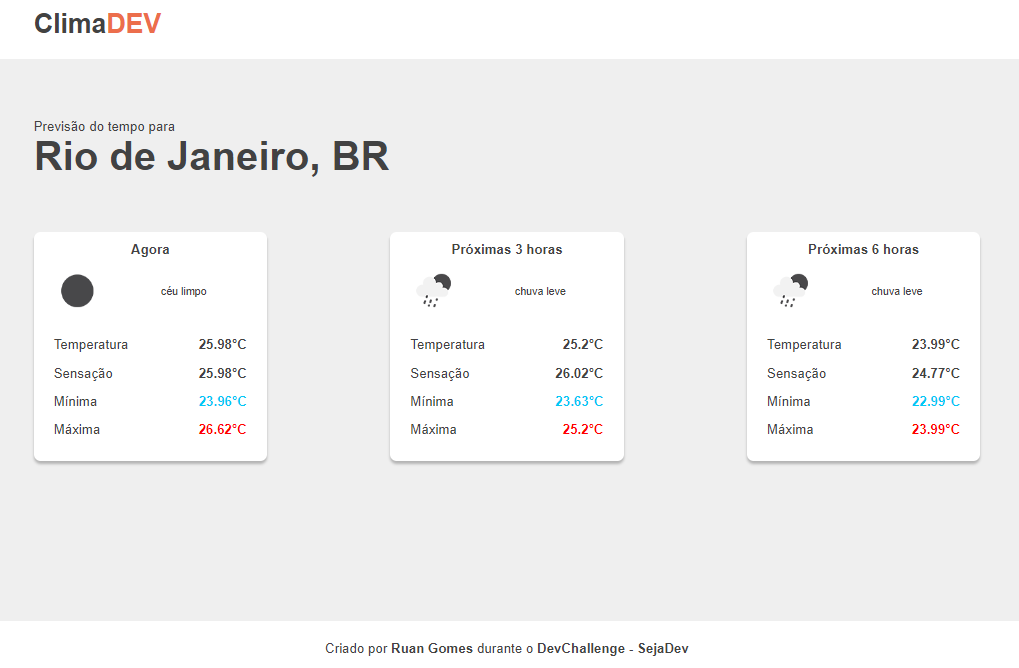 ClimaDEV
Previsão do tempo para
Rio de Janeiro, BR
Agora
céu limpo
Temperatura 25.98°C
Sensação 25.98°C
Mínima 23.96°C
Máxima 26.62°C
Próximas 3 horas
chuva leve
Temperatura 25.2°C
Sensação 26.02°C
Mínima 23.63°C
Máxima 25.2°C
Próximas 6 horas
chuva leve
Temperatura 23.99°C
Sensação 24.77°C
Mínima 22.99°C
Máxima 23.99°C
Criado por Ruan Gomes durante o DevChallenge - SejaDev